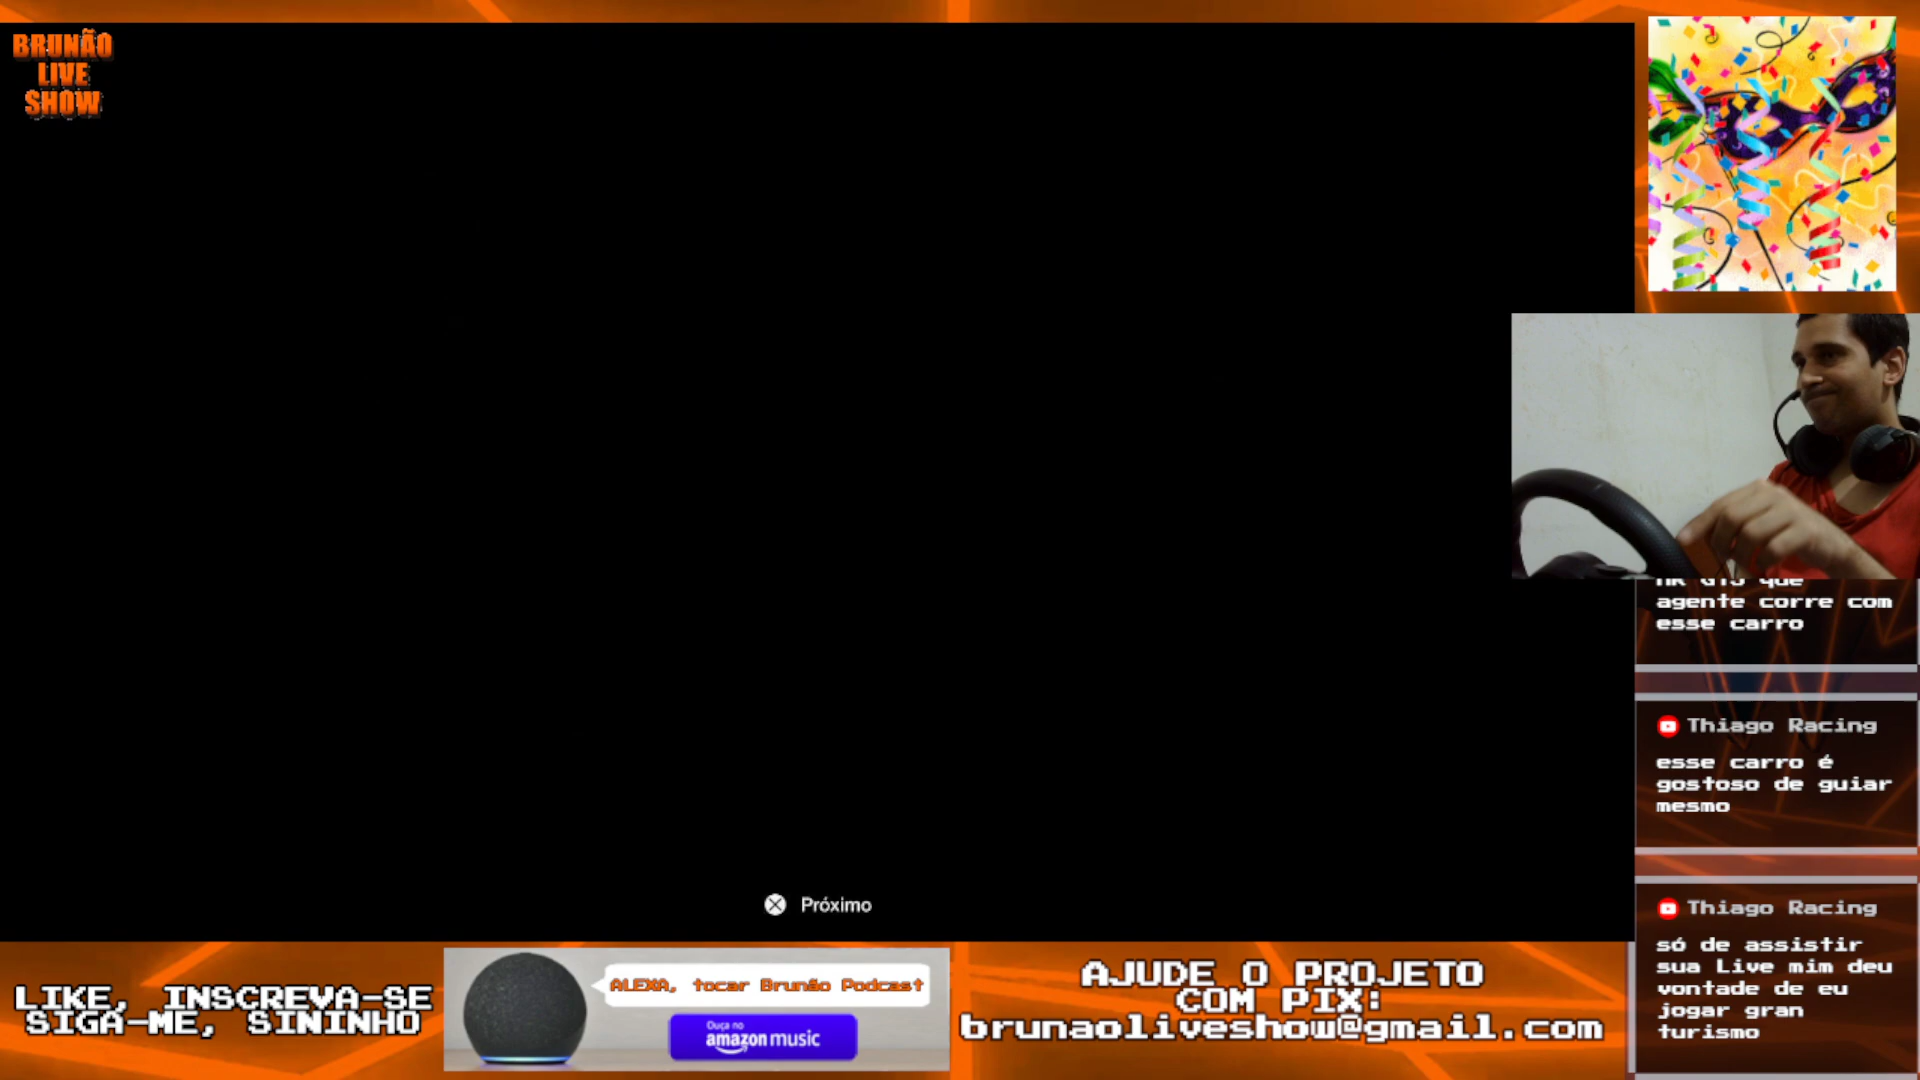 BRUNÃO
LIVE
SHOW
agente corre com
esse carro
Thiago Racing
esse carro é
gostoso de guiar
mesmo
Thiago Racing
só de assistir
sua Live mim deu
vontade de eu
jogar gran
turismo
Próximo
LIKE, INSCREVA-SE
SIGA-ME, SININHO
ALEXA, tocar Brunão Podcast
Ouça no
amazon music
AJUDE O PROJETO
COM PIX:
brunaoliveshow@gmail.com